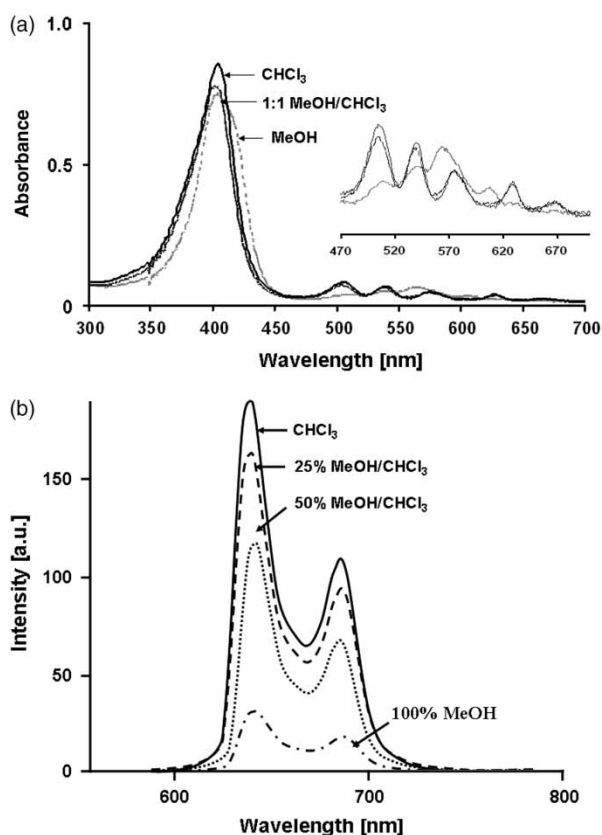 (a)
1.0
CHCl₃
1:1 MeOH/CHCl₃
MeOH
Absorbance
0.5
470 520 570 620 670
0
300 350 400 450 500 550 600 650 700
Wavelength [nm]
(b)
CHCl₃
25% MeOH/CHCl₃
50% MeOH/CHCl₃
150
Intensity [a.u.]
100
50
100% MeOH
0
600 700 800
Wavelength [nm]